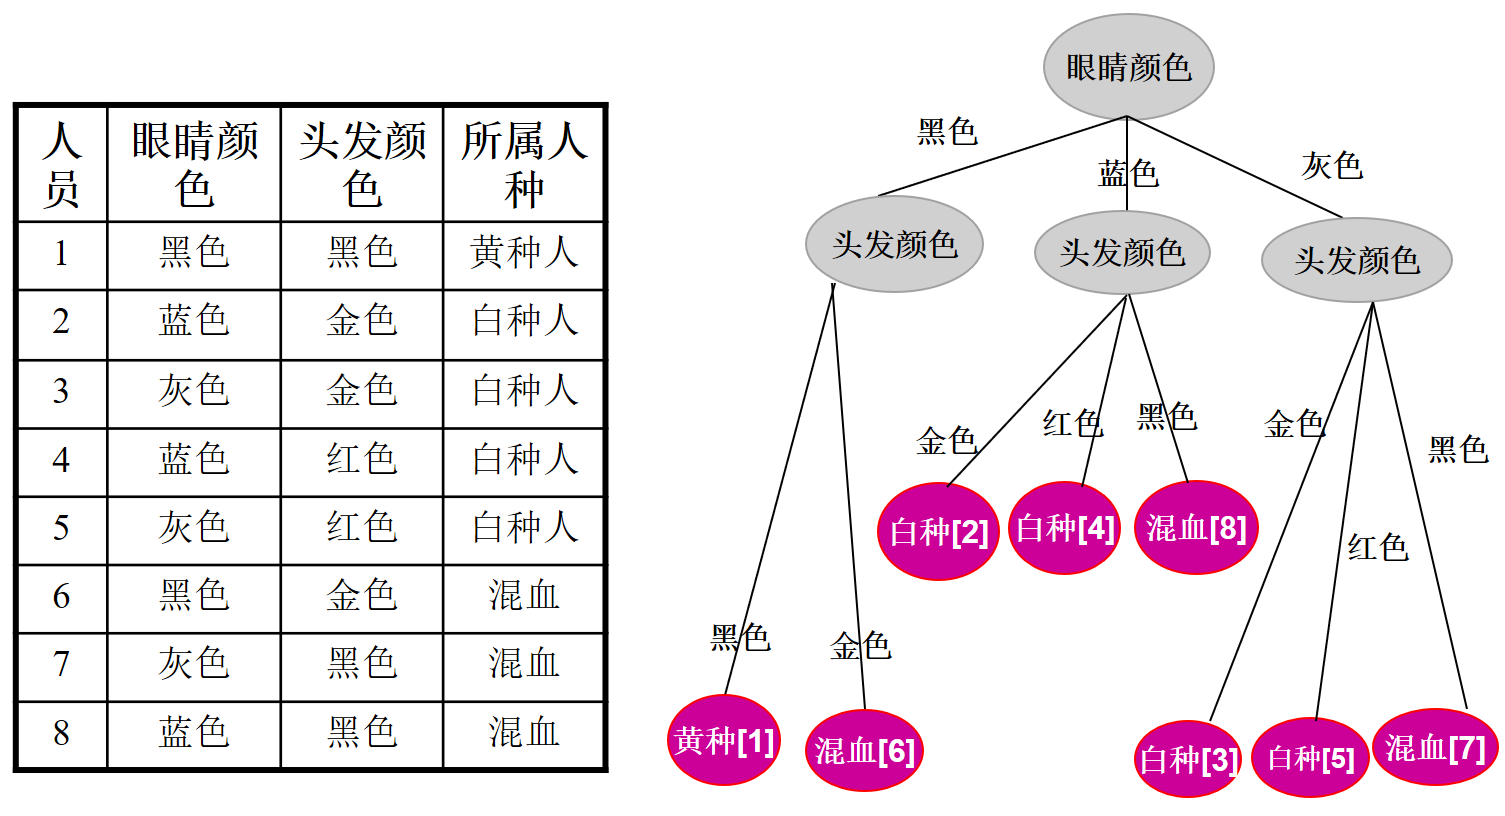 人员 眼睛颜色 头发颜色 所属人种
1 黑色 黑色 黄种人
2 蓝色 金色 白种人
3 灰色 金色 白种人
4 蓝色 红色 白种人
5 灰色 红色 白种人
6 黑色 金色 混血
7 灰色 黑色 混血
8 蓝色 黑色 混血
眼睛颜色
黑色 蓝色 灰色
头发颜色 头发颜色 头发颜色
金色 红色 黑色 金色 黑色
白种[2] 白种[4] 混血[8] 红色
黑色 金色
黄种[1] 混血[6] 白种[3] 白种[5] 混血[7]